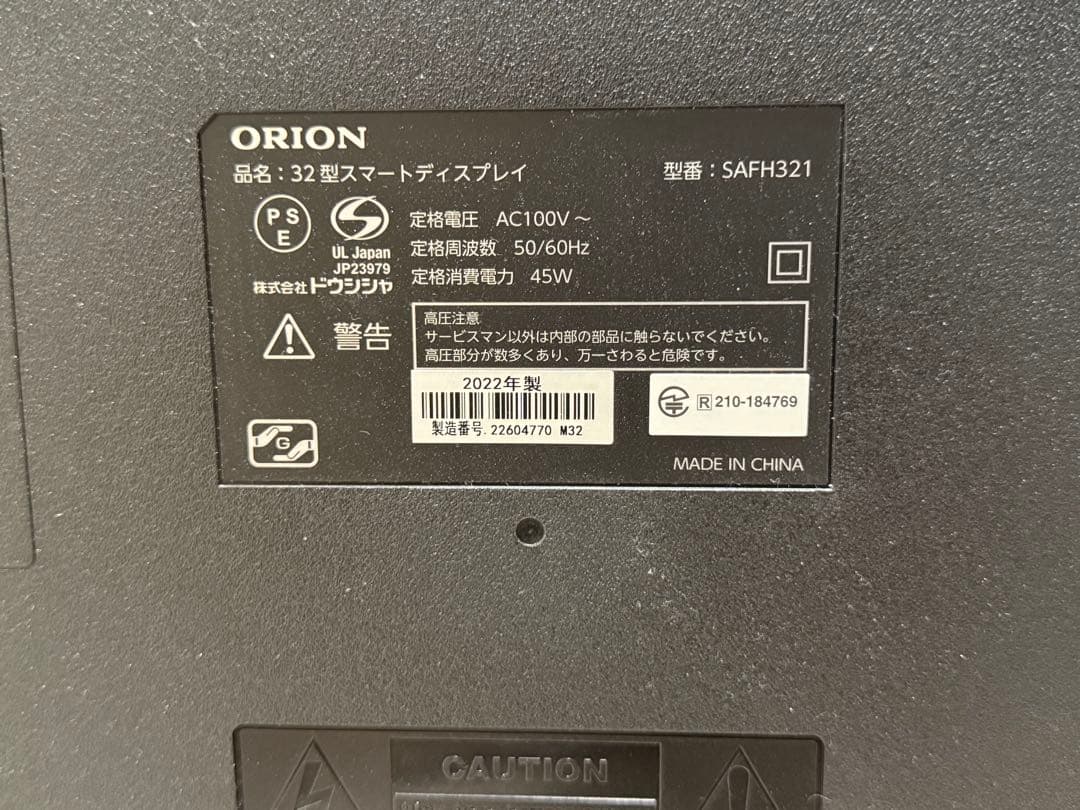 ORION
品名：32型スマートディスプレイ
型番：SAFH321
PS
E
UL Japan
JP23979
株式会社ドウシシャ
定格電圧 AC100V～
定格周波数 50/60Hz
定格消費電力 45W
警告
高圧注意
サービスマン以外は内部の部品に触らないでください。
高圧部分が数多くあり、万一さわると危険です。
2022年製
製造番号.22604770 M32
R 210-184769
G
MADE IN CHINA
CAUTION